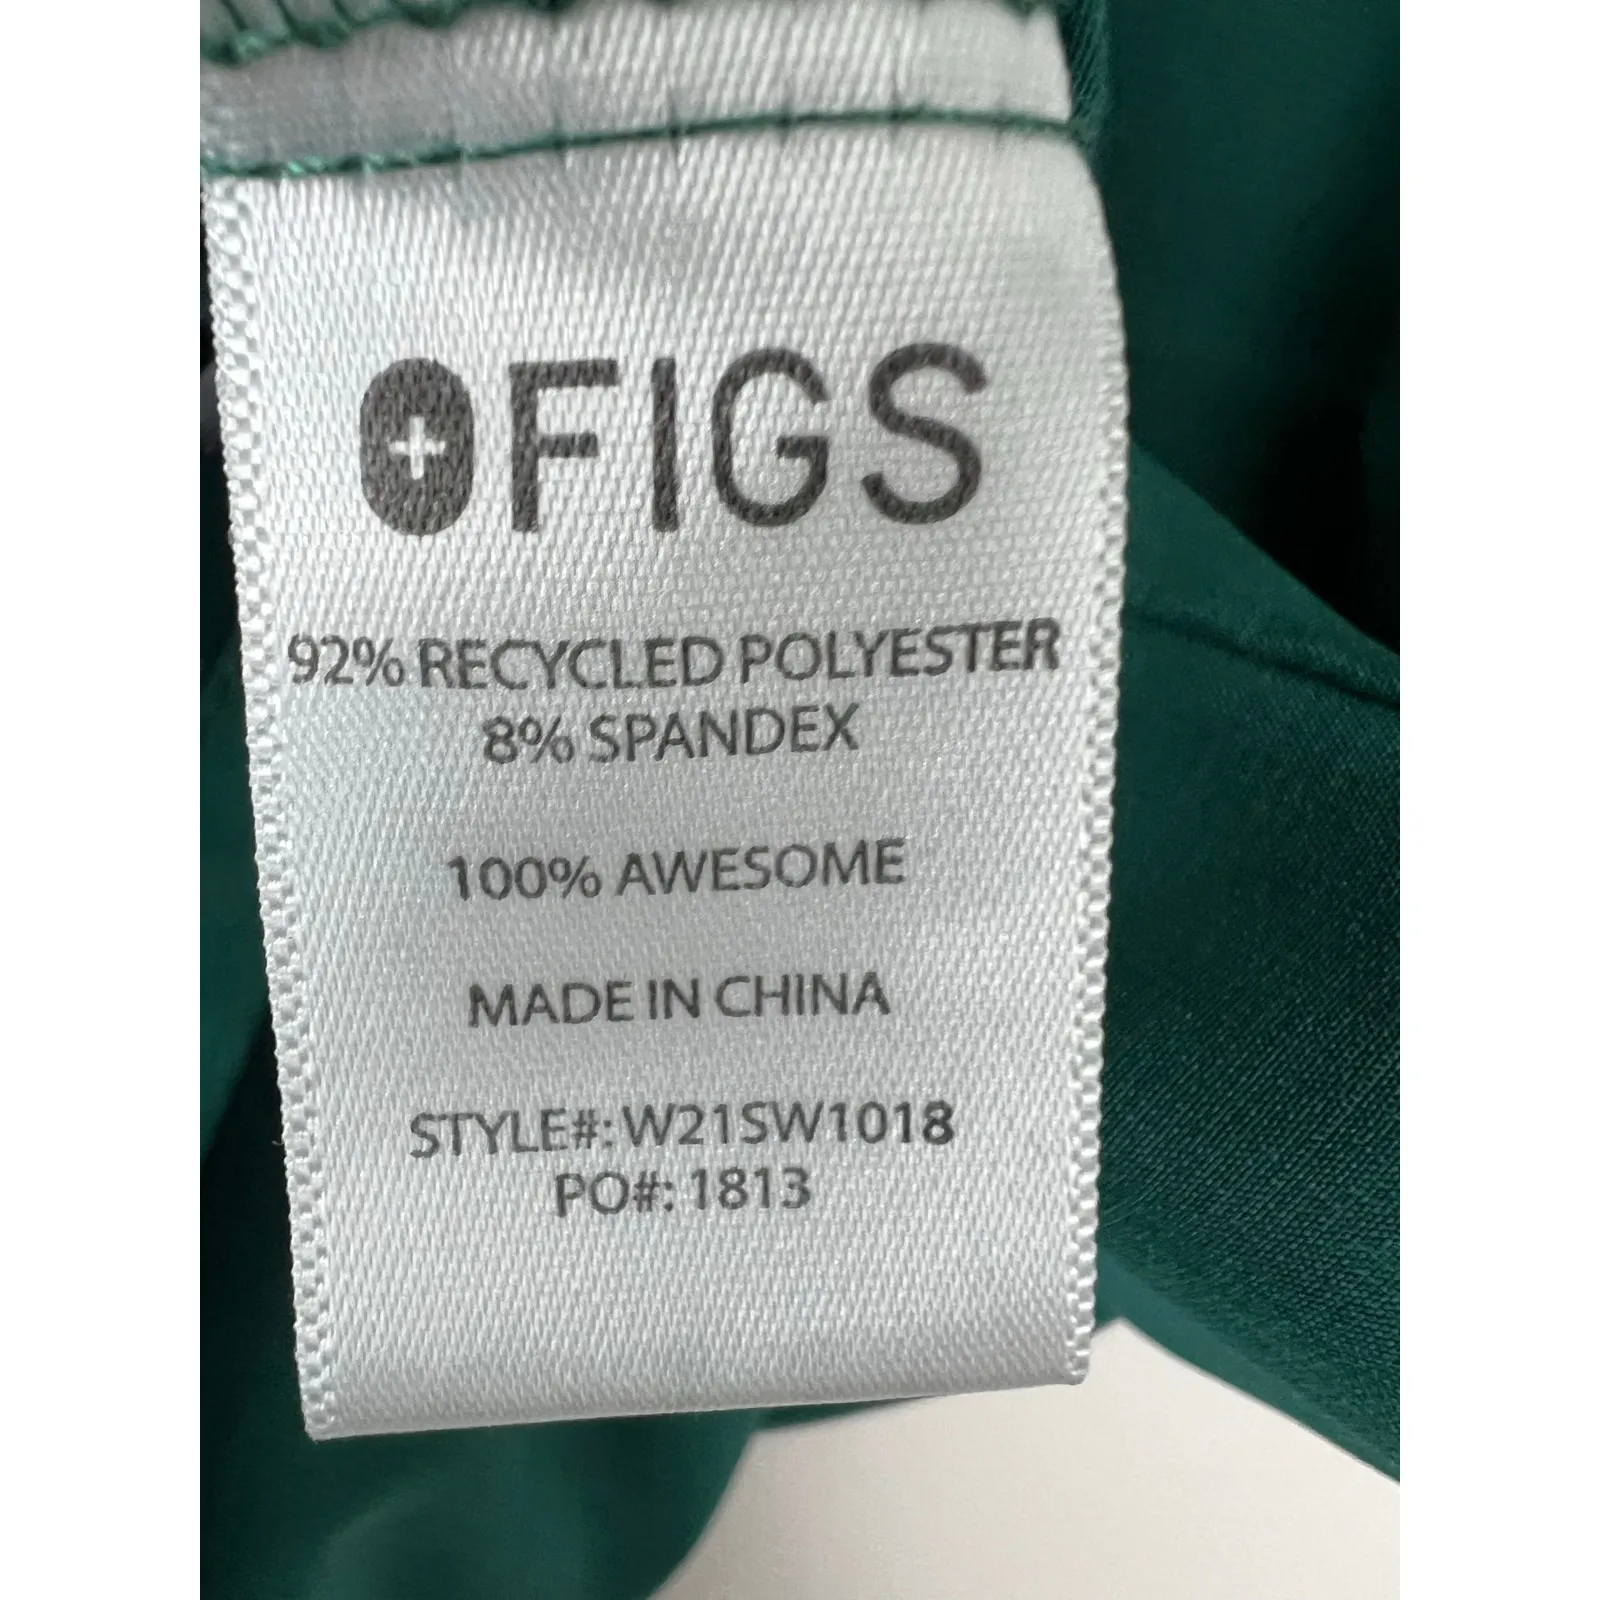 FIGS
92% RECYCLED POLYESTER
8% SPANDEX
100% AWESOME
MADE IN CHINA
STYLE#: W21SW1018
PO#: 1813